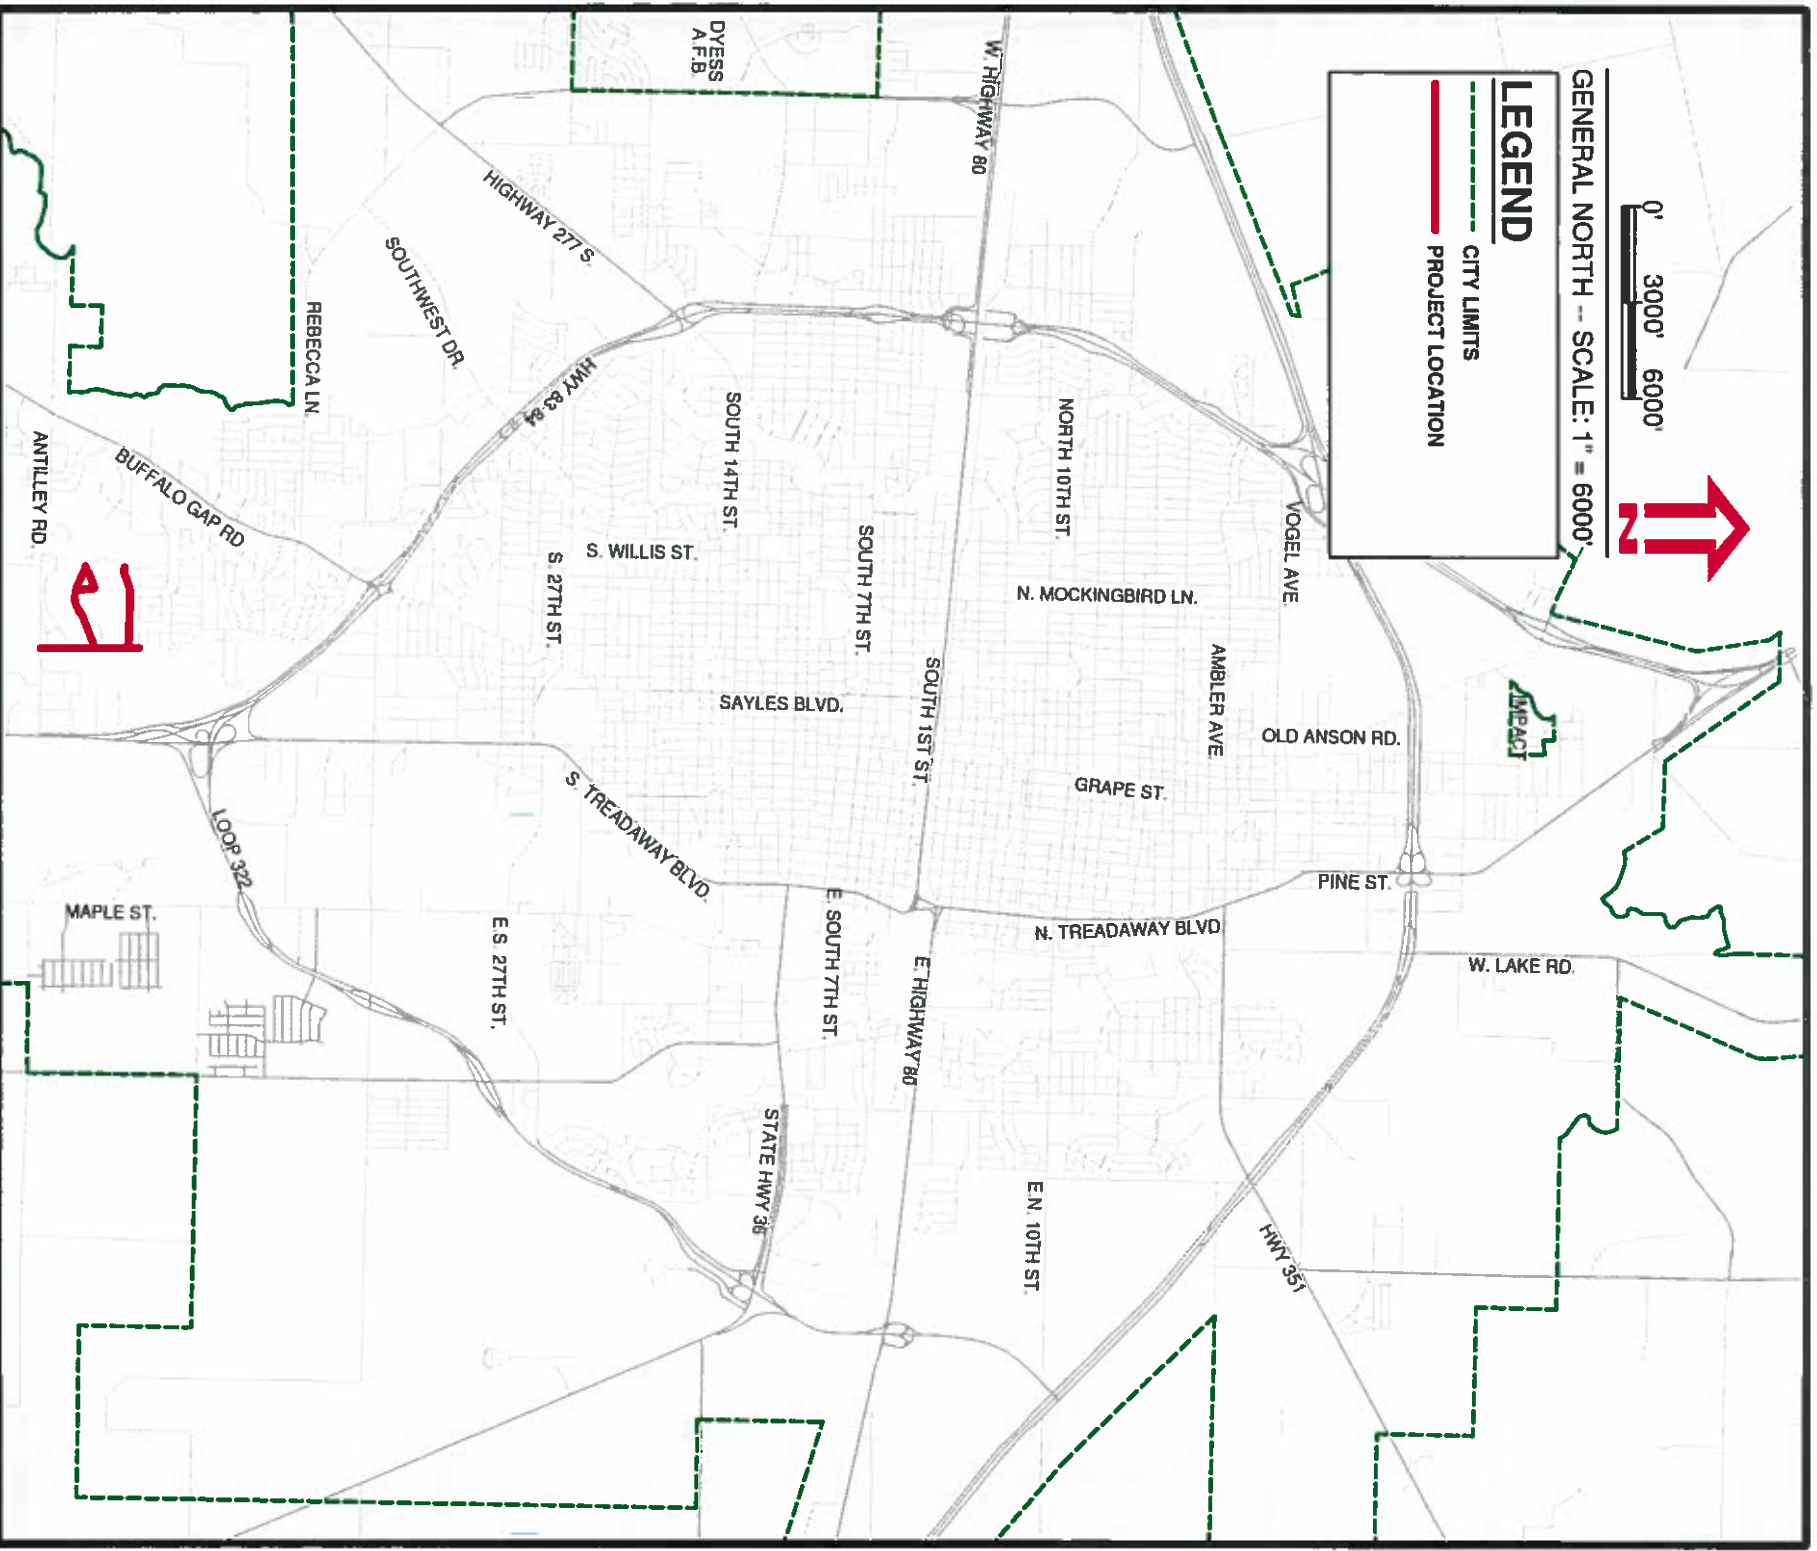 GENERAL NORTH -- SCALE: 1" = 6000'
0' 3000' 6000'
N
LEGEND
CITY LIMITS
PROJECT LOCATION
DYESS
A.F.B.
W. HIGHWAY 80
HIGHWAY 277 S.
SOUTHWEST DR.
REBECCA LN.
HWY 83-84
ANTILLEY RD.
BUFFALO GAP RD
SOUTH 14TH ST.
NORTH 10TH ST.
VOGEL AVE.
S. WILLIS ST.
S. 27TH ST.
SOUTH 7TH ST.
N. MOCKINGBIRD LN.
AMBLER AVE.
SOUTH 1ST ST.
SAYLES BLVD.
OLD ANSON RD.
IMPACT
GRAPE ST.
S. TREADAWAY BLVD.
LOOP 322
PINE ST.
MAPLE ST.
N. TREADAWAY BLVD
E. SOUTH 7TH ST.
E.S. 27TH ST.
E. HIGHWAY 80
W. LAKE RD.
STATE HWY 36
E.N. 10TH ST.
HWY 351